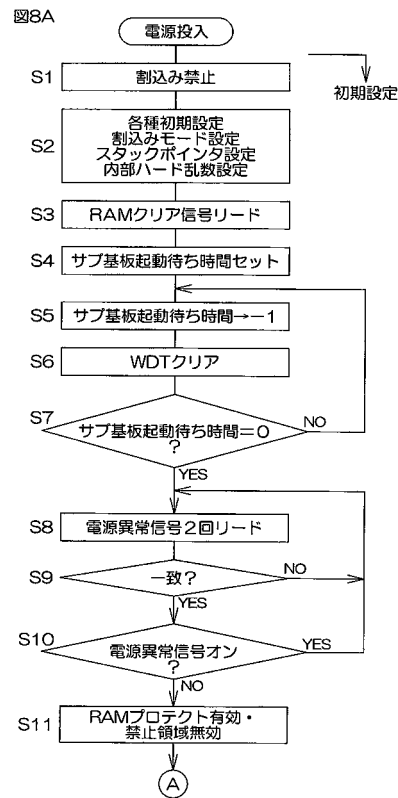 図8A
電源投入
S1
割込み禁止
初期設定
S2
各種初期設定
割込みモード設定
スタックポインタ設定
内部ハード乱数設定
S3
RAMクリア信号リード
S4
サブ基板起動待ち時間セット
S5
サブ基板起動待ち時間→−1
S6
WDTクリア
S7
サブ基板起動待ち時間=0
?
NO
YES
S8
電源異常信号2回リード
S9
一致?
NO
YES
S10
電源異常信号オン
?
YES
NO
S11
RAMプロテクト有効・
禁止領域無効
A